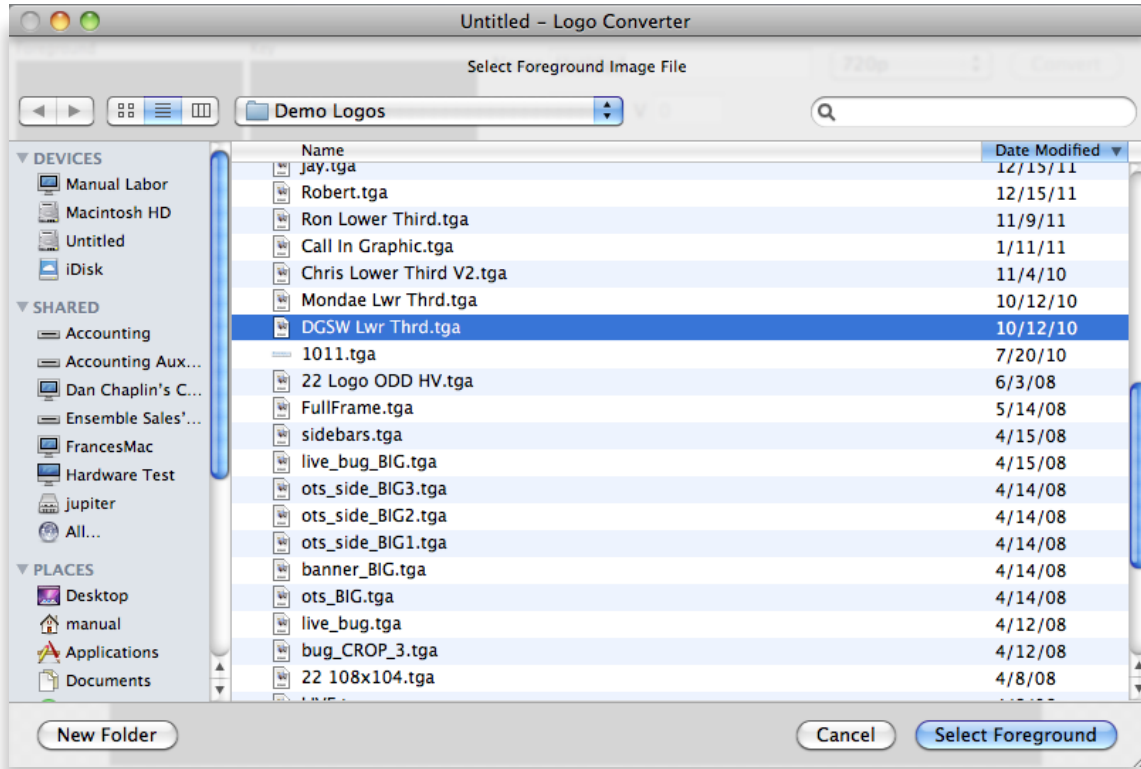 Untitled – Logo Converter
Select Foreground Image File
720p Convert
Demo Logos
V 0
DEVICES
Manual Labor
Macintosh HD
Untitled
iDisk
SHARED
Accounting
Accounting Aux...
Dan Chaplin's C...
Ensemble Sales'...
FrancesMac
Hardware Test
jupiter
All...
PLACES
Desktop
manual
Applications
Documents
Name Date Modified
Jay.tga 12/15/11
Robert.tga 12/15/11
Ron Lower Third.tga 11/9/11
Call In Graphic.tga 1/11/11
Chris Lower Third V2.tga 11/4/10
Mondae Lwr Thrd.tga 10/12/10
DGSW Lwr Thrd.tga 10/12/10
1011.tga 7/20/10
22 Logo ODD HV.tga 6/3/08
FullFrame.tga 5/14/08
sidebars.tga 4/15/08
live_bug_BIG.tga 4/15/08
ots_side_BIG3.tga 4/14/08
ots_side_BIG2.tga 4/14/08
ots_side_BIG1.tga 4/14/08
banner_BIG.tga 4/14/08
ots_BIG.tga 4/14/08
live_bug.tga 4/12/08
bug_CROP_3.tga 4/12/08
22 108x104.tga 4/8/08
New Folder Cancel Select Foreground